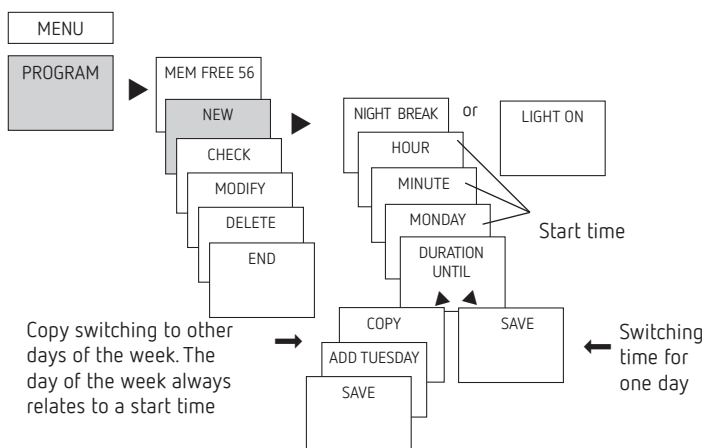 MENU
PROGRAM
MEM FREE 56
NEW
CHECK
MODIFY
DELETE
END
NIGHT BREAK
or
LIGHT ON
HOUR
MINUTE
MONDAY
DURATION
UNTIL
Start time
COPY
ADD TUESDAY
SAVE
SAVE
Copy switching to other
days of the week. The
day of the week always
relates to a start time
Switching
time for
one day